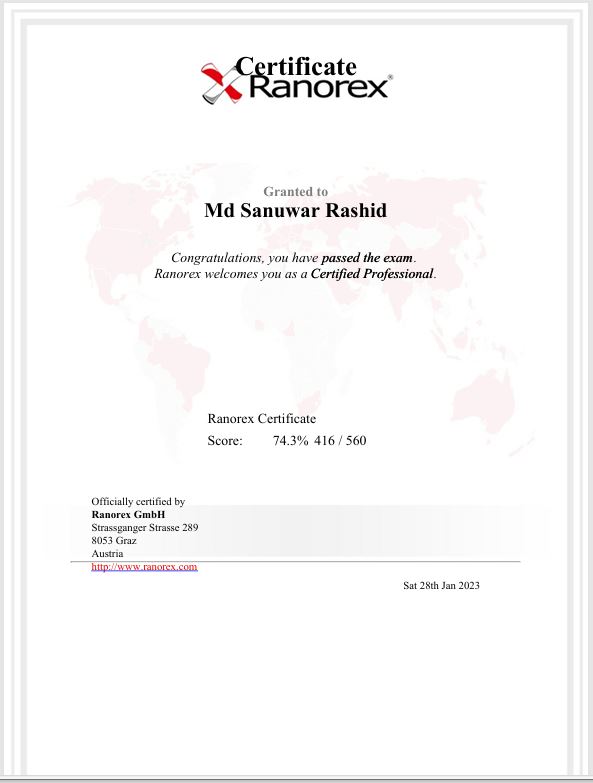 Certificate
Ranorex®
Granted to
Md Sanuwar Rashid
Congratulations, you have passed the exam.
Ranorex welcomes you as a Certified Professional.
Ranorex Certificate
Score: 74.3% 416 / 560
Officially certified by
Ranorex GmbH
Strassganger Strasse 289
8053 Graz
Austria
http://www.ranorex.com
Sat 28th Jan 2023